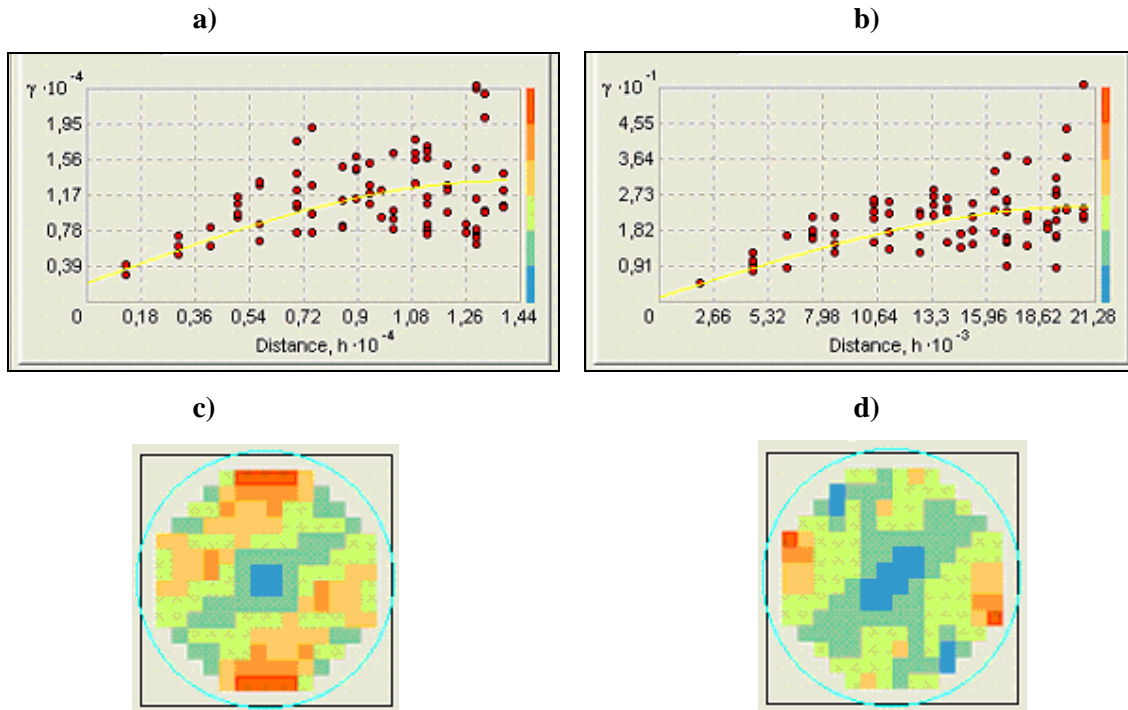 a)
b)
γ ·10⁻⁴
1,95
1,56
1,17
0,78
0,39
0 0,18 0,36 0,54 0,72 0,9 1,08 1,26 1,44
Distance, h ·10⁻⁴
γ ·10⁻¹
4,55
3,64
2,73
1,82
0,91
0 2,66 5,32 7,98 10,64 13,3 15,96 18,62 21,28
Distance, h ·10⁻³
c)
d)